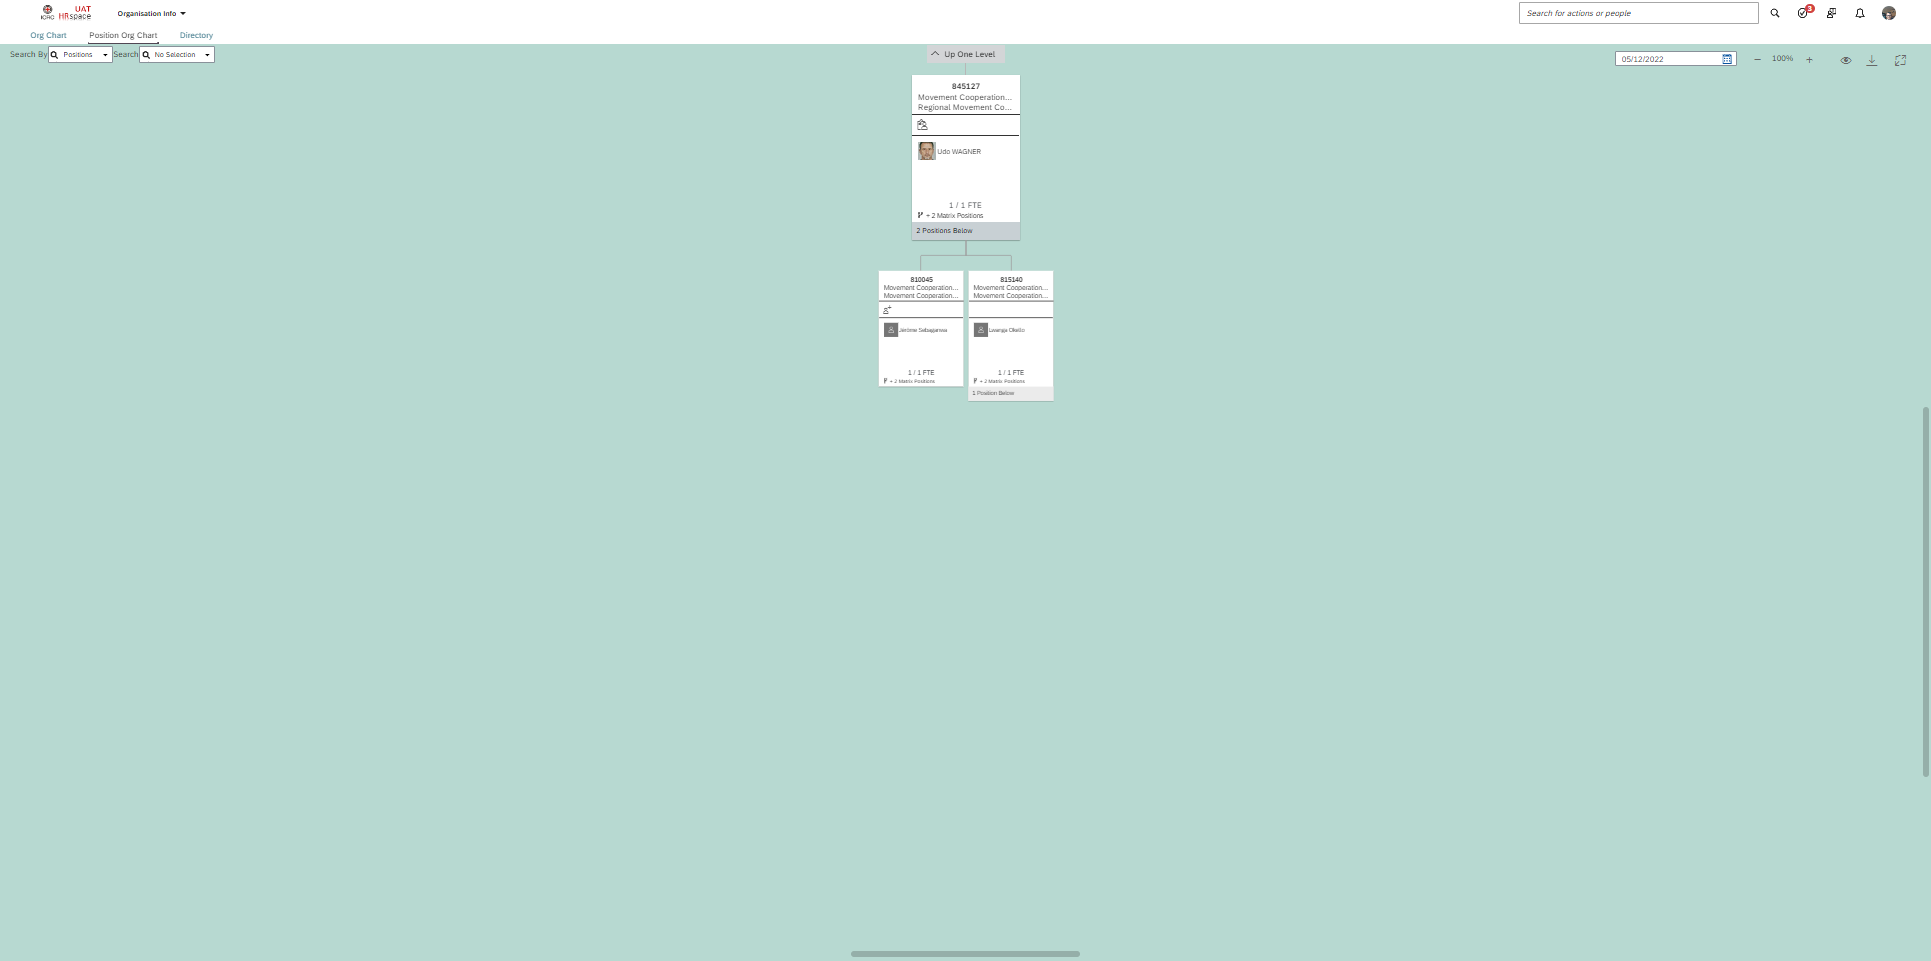 UAT
ICRC HRspace
Organisation Info
Search for actions or people
3
Org Chart
Position Org Chart
Directory
Search By
Positions
Search
No Selection
Up One Level
05/12/2022
100%
845127
Movement Cooperation...
Regional Movement Co...
Udo WAGNER
1 / 1 FTE
+ 2 Matrix Positions
2 Positions Below
810045
Movement Cooperation...
Movement Cooperation...
Jérôme Sebaganwa
1 / 1 FTE
+ 2 Matrix Positions
815140
Movement Cooperation...
Movement Cooperation...
Lwanga Okello
1 / 1 FTE
+ 2 Matrix Positions
1 Position Below